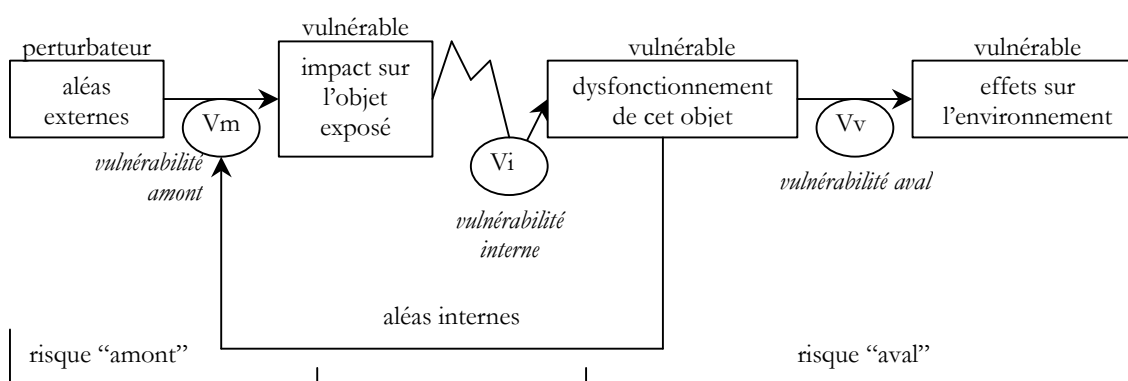 perturbateur
aléas
externes
Vm
vulnérabilité
amont
vulnérable
impact sur
l’objet
exposé
Vi
vulnérabilité
interne
vulnérable
dysfonctionnement
de cet objet
Vv
vulnérabilité aval
vulnérable
effets sur
l’environnement
aléas internes
risque “amont”
risque “aval”